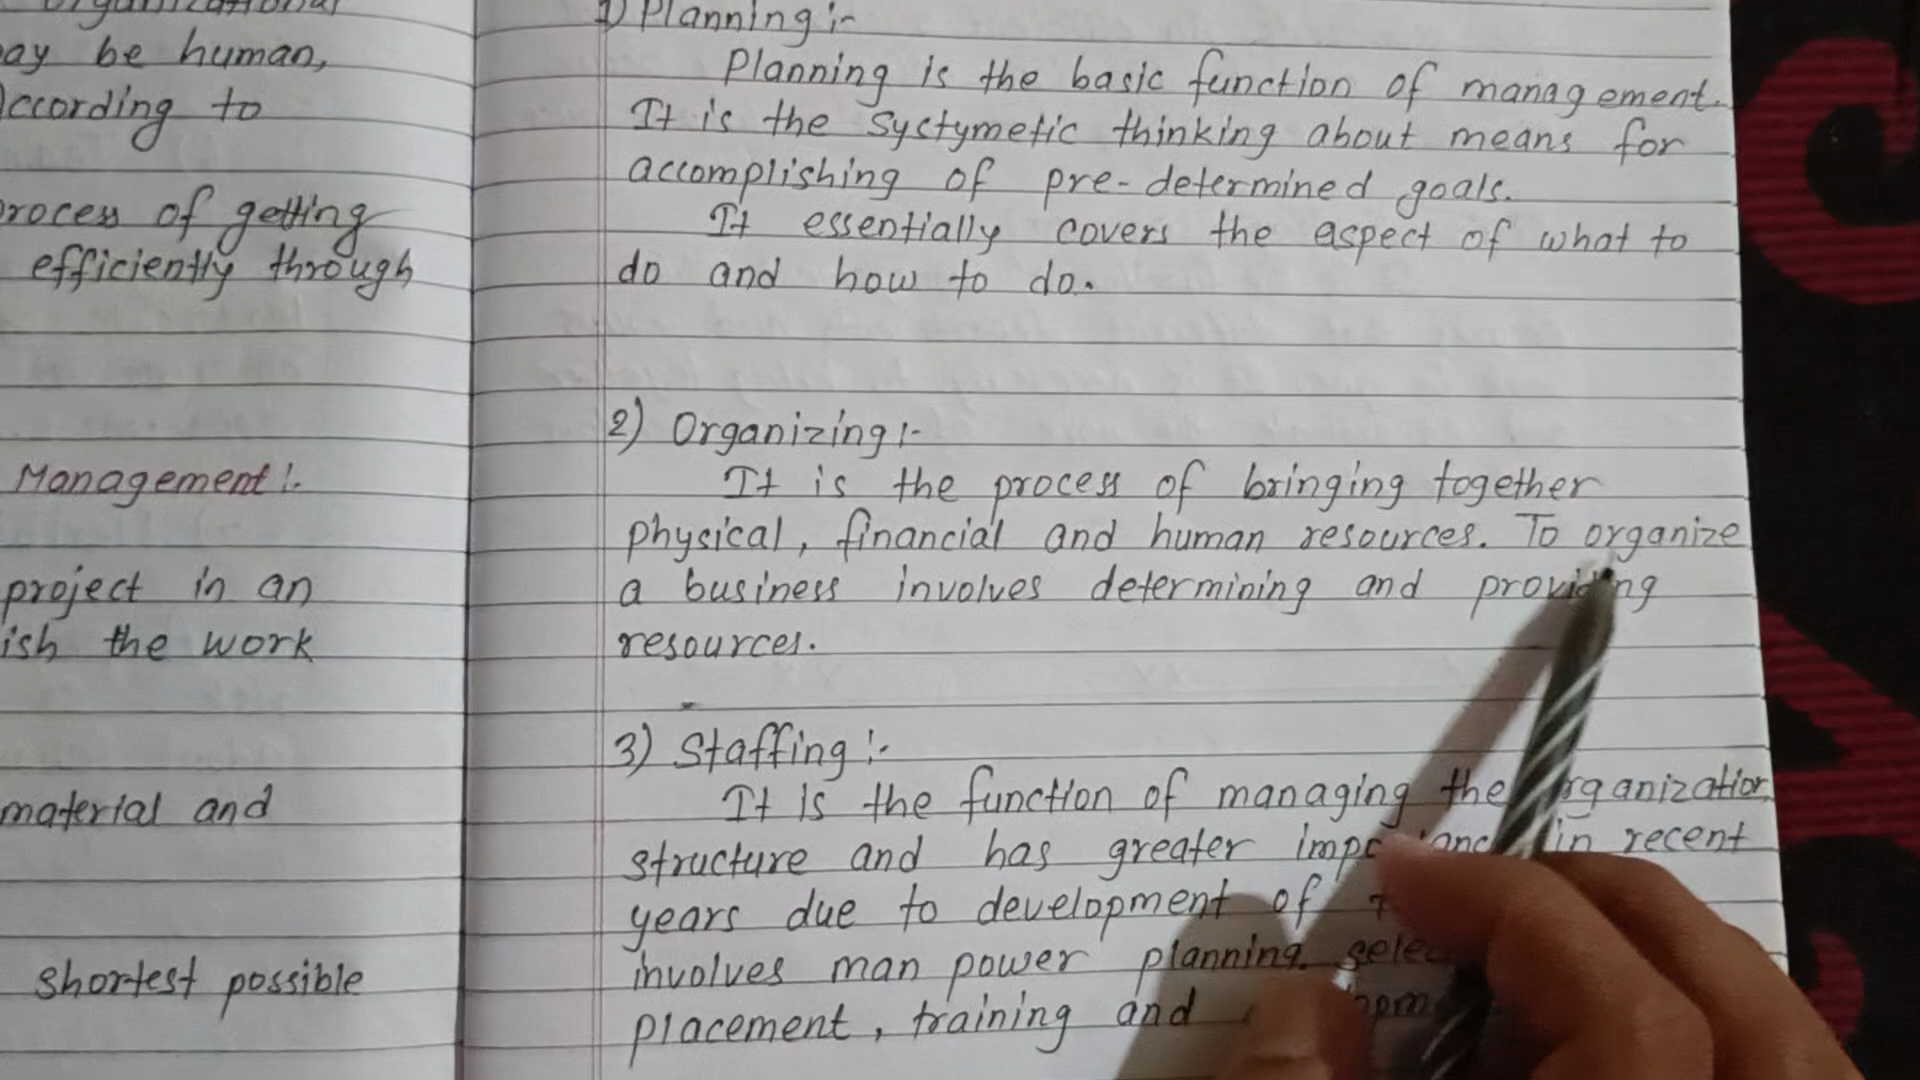 ay be human,
ccording to
rocess of getting
efficiently through
Management :-
project in an
ish the work
material and
shortest possible
1) Planning :-
Planning is the basic function of management.
It is the Systymetic thinking about means for
accomplishing of pre-determined goals.
It essentially covers the aspect of what to
do and how to do.
2) Organizing :-
It is the process of bringing together
physical, financial and human resources. To organize
a business involves determining and providing
resources.
3) Staffing :-
It is the function of managing the organization
structure and has greater importance in recent
years due to development of
involves man power planning,
placement, training and